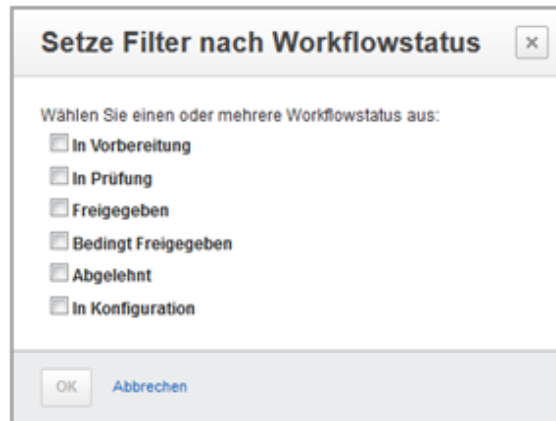 Setze Filter nach Workflowstatus
Wählen Sie einen oder mehrere Workflowstatus aus:
In Vorbereitung
In Prüfung
Freigegeben
Bedingt Freigegeben
Abgelehnt
In Konfiguration
OK Abbrechen